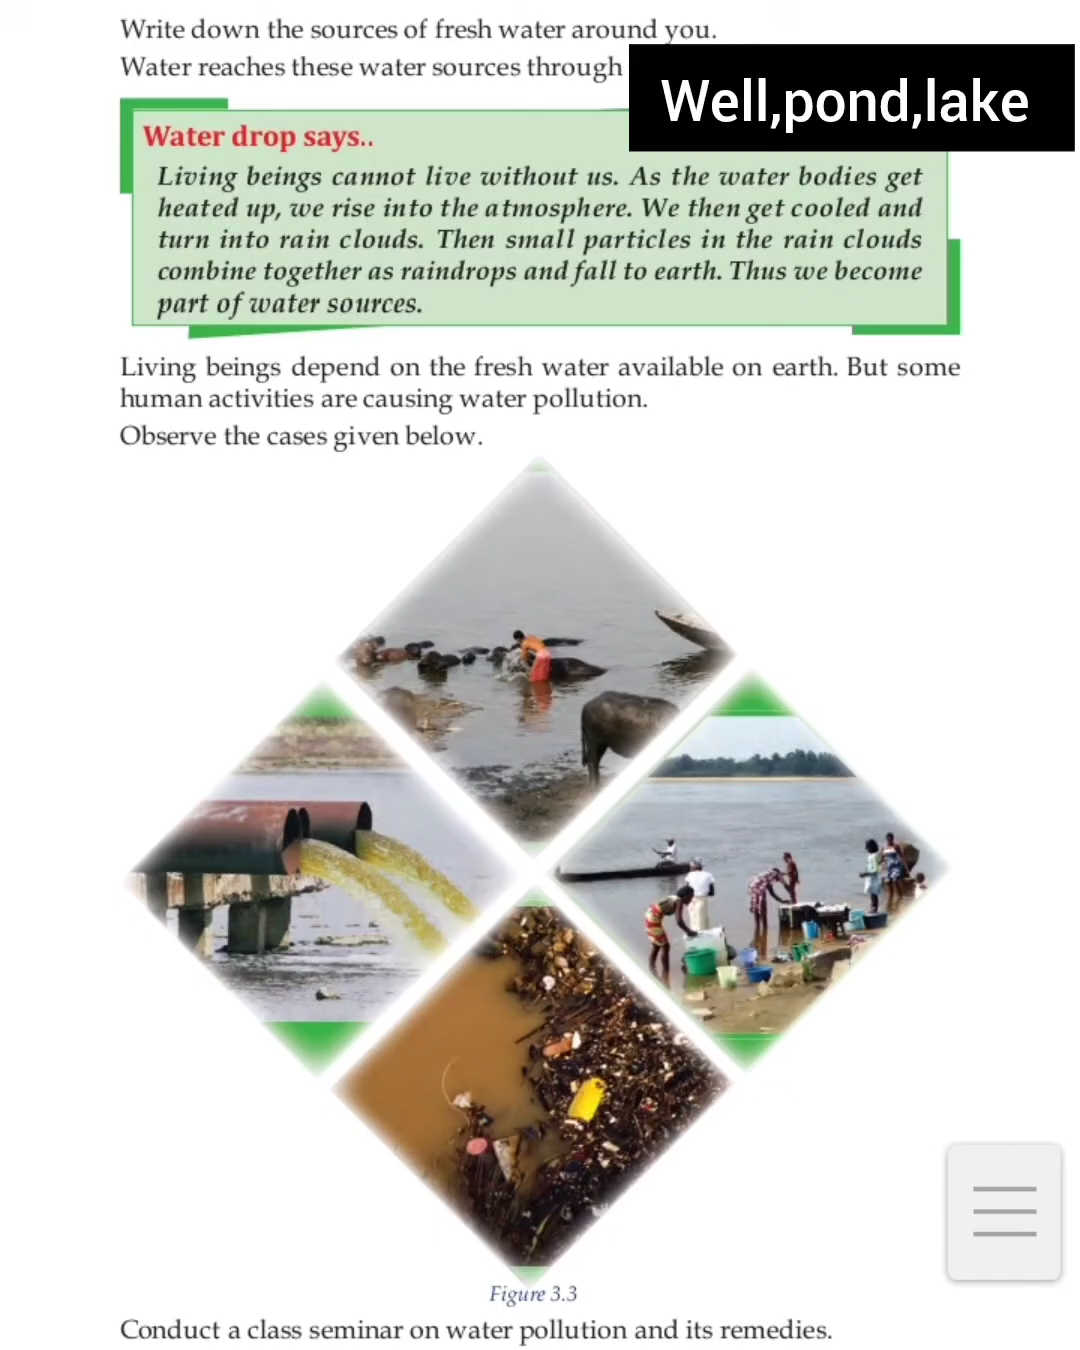 Write down the sources of fresh water around you.
Water reaches these water sources through
Well,pond,lake
Water drop says..
Living beings cannot live without us. As the water bodies get
heated up, we rise into the atmosphere. We then get cooled and
turn into rain clouds. Then small particles in the rain clouds
combine together as raindrops and fall to earth. Thus we become
part of water sources.
Living beings depend on the fresh water available on earth. But some
human activities are causing water pollution.
Observe the cases given below.
Figure 3.3
Conduct a class seminar on water pollution and its remedies.